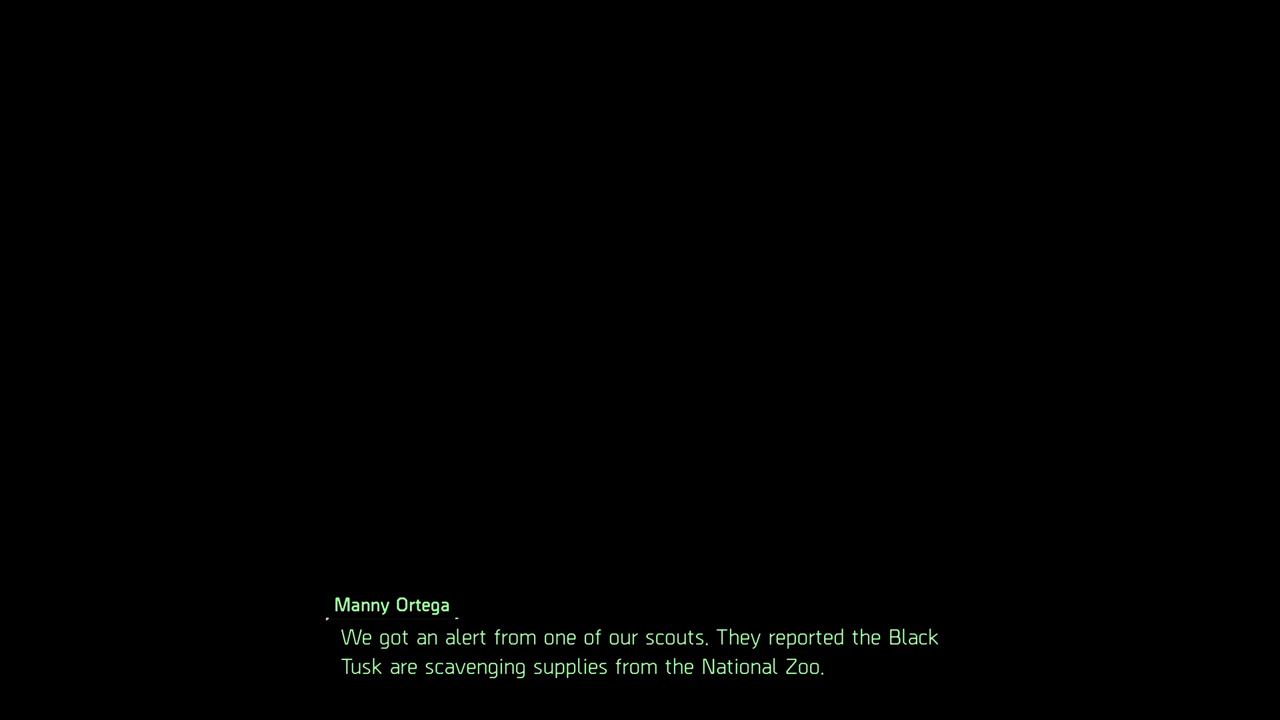 Manny Ortega
We got an alert from one of our scouts. They reported the Black
Tusk are scavenging supplies from the National Zoo.